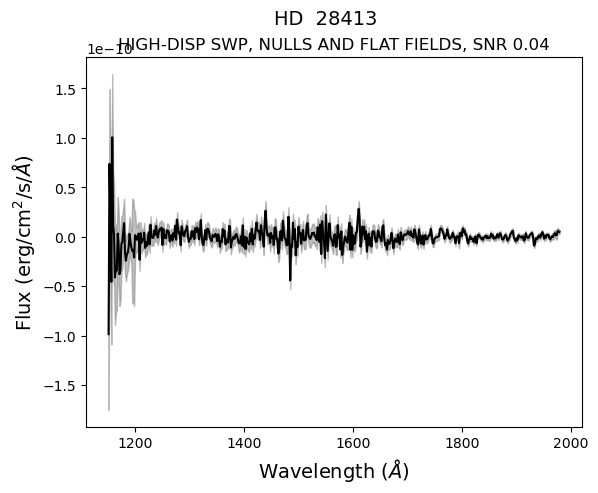 HD  28413
HIGH-DISP SWP, NULLS AND FLAT FIELDS, SNR 0.04
1e−10
1.5
1.0
0.5
0.0
−0.5
−1.0
−1.5
Flux (erg/cm²/s/Å)
1200 1400 1600 1800 2000
Wavelength (Å)